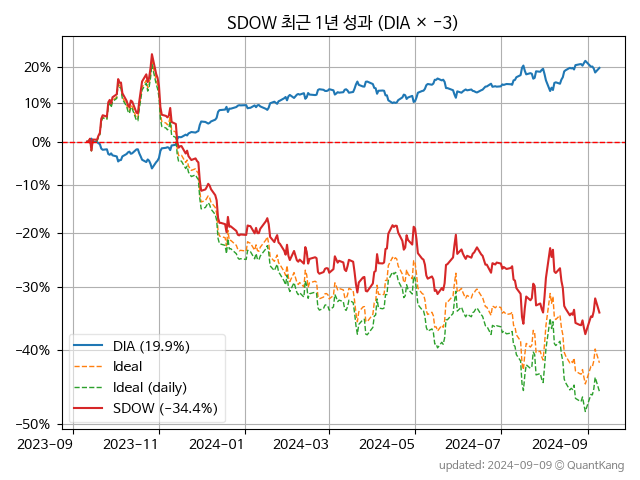 SDOW 최근 1년 성과 (DIA × −3)
20%
10%
0%
−10%
−20%
−30%
−40%
−50%
DIA (19.9%)
Ideal
Ideal (daily)
SDOW (−34.4%)
2023-09
2023-11
2024-01
2024-03
2024-05
2024-07
2024-09
updated: 2024-09-09 © QuantKang